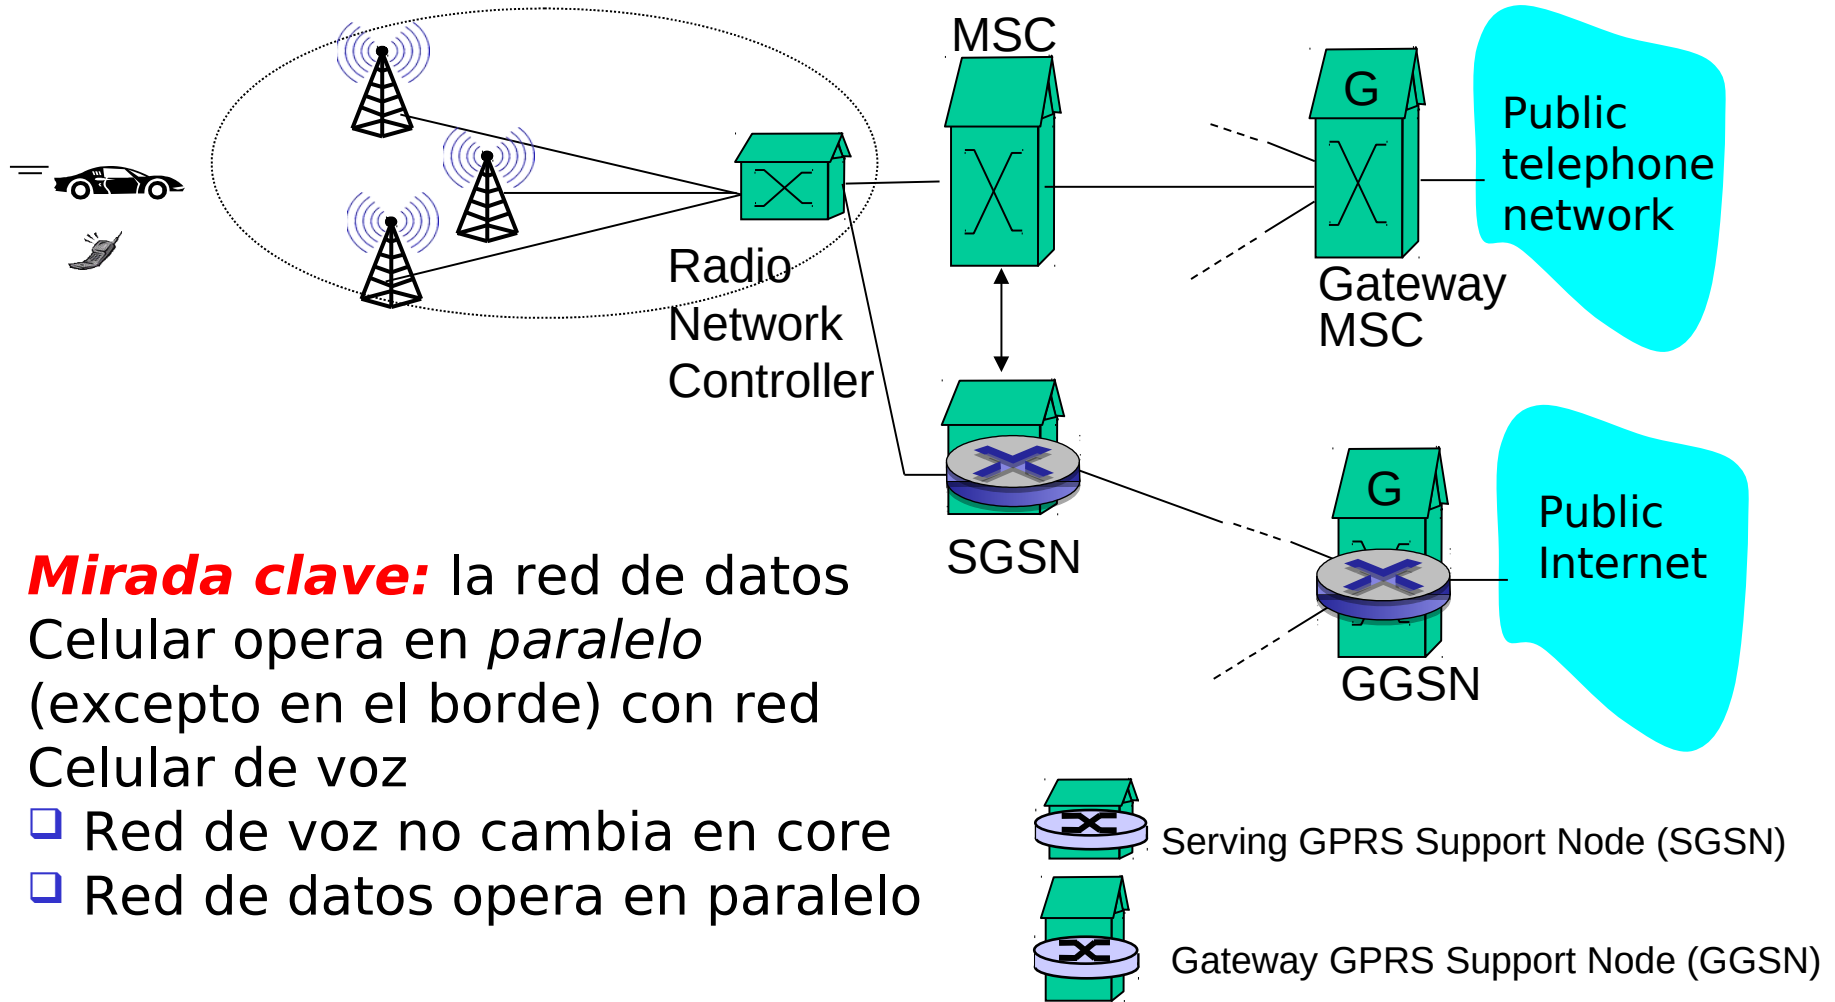 MSC
G
Public
telephone
network
Radio
Network
Controller
Gateway
MSC
G
SGSN
Public
Internet
GGSN
Mirada clave: la red de datos
Celular opera en paralelo
(excepto en el borde) con red
Celular de voz
Red de voz no cambia en core
Red de datos opera en paralelo
Serving GPRS Support Node (SGSN)
Gateway GPRS Support Node (GGSN)